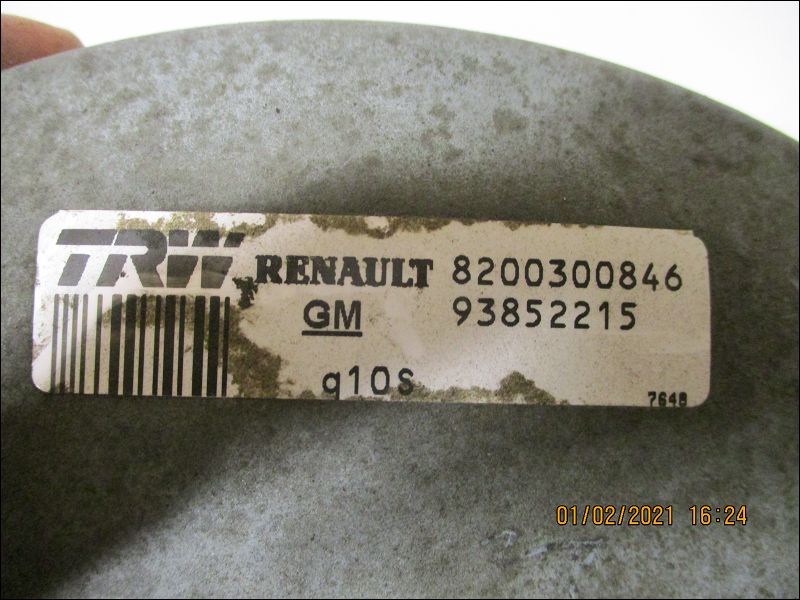 TRW RENAULT 8200300846
GM 93852215
q10s
7648
01/02/2021 16:24